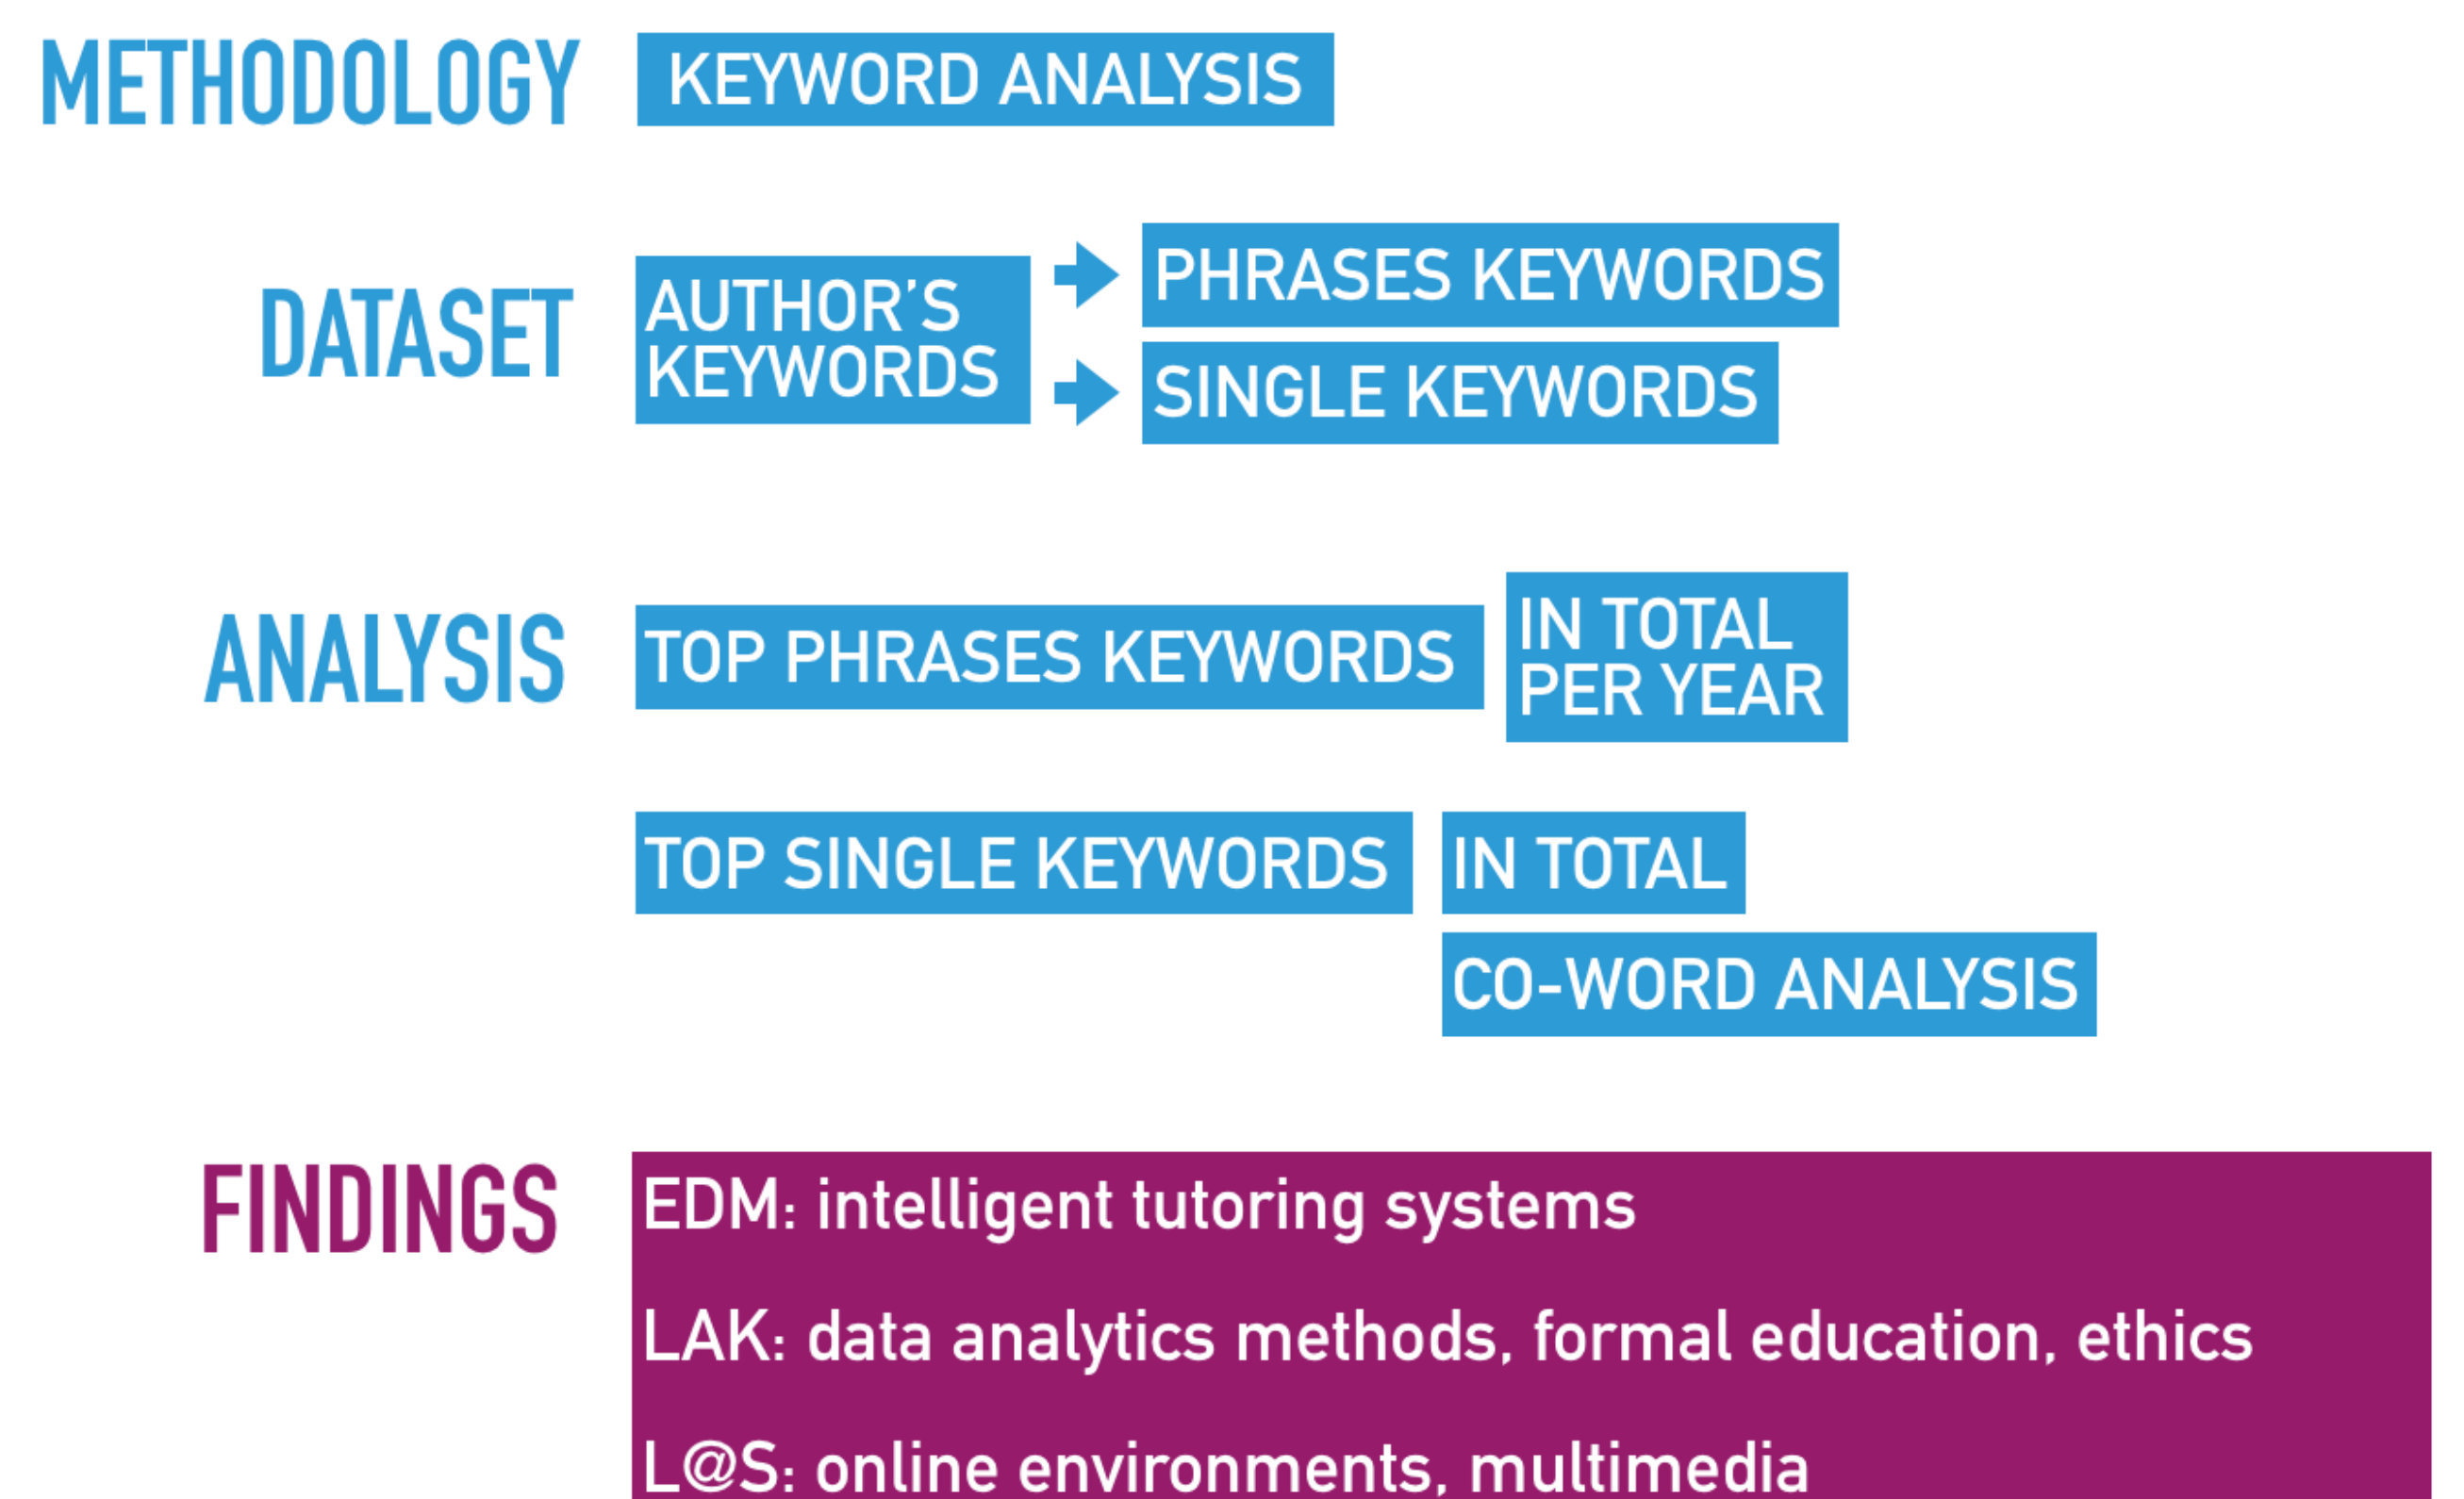 METHODOLOGY KEYWORD ANALYSIS
DATASET
AUTHOR'S
KEYWORDS
PHRASES KEYWORDS
SINGLE KEYWORDS
ANALYSIS
TOP PHRASES KEYWORDS
IN TOTAL
PER YEAR
TOP SINGLE KEYWORDS
IN TOTAL
CO-WORD ANALYSIS
FINDINGS
EDM: intelligent tutoring systems
LAK: data analytics methods, formal education, ethics
L@S: online environments, multimedia